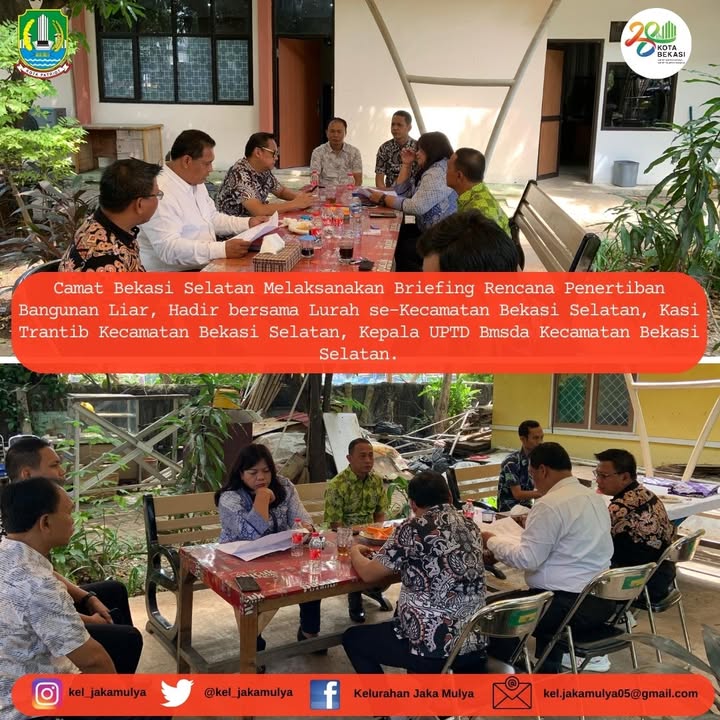 28
KOTA
BEKASI
Camat Bekasi Selatan Melaksanakan Briefing Rencana Penertiban
Bangunan Liar, Hadir bersama Lurah se-Kecamatan Bekasi Selatan, Kasi
Trantib Kecamatan Bekasi Selatan, Kepala UPTD Bmsda Kecamatan Bekasi
Selatan.
kel_jakamulya
@kel_jakamulya
Kelurahan Jaka Mulya
kel.jakamulya05@gmail.com